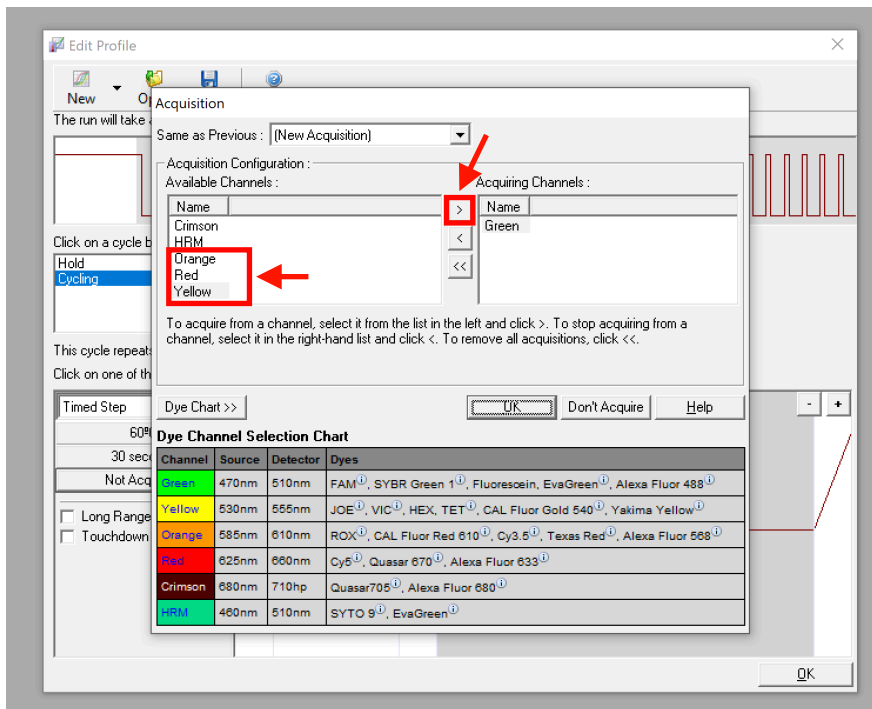 Edit Profile
New
The run will take
Acquisition
Same as Previous : (New Acquisition)
Acquisition Configuration :
Available Channels :
Acquiring Channels :
Name
>
Name
Crimson
Green
HRM
<
Orange
Red
<<
Yellow
Click on a cycle b
Hold
Cycling
To acquire from a channel, select it from the list in the left and click >. To stop acquiring from a
channel, select it in the right-hand list and click <. To remove all acquisitions, click <<.
This cycle repeats
Click on one of th
Timed Step
60º
30 sec
Not Acq
Long Range
Touchdown
Dye Chart >>
OK
Don't Acquire
Help
- +
Dye Channel Selection Chart
Channel Source Detector Dyes
Green 470nm 510nm FAM, SYBR Green 1, Fluorescein, EvaGreen, Alexa Fluor 488
Yellow 530nm 555nm JOE, VIC, HEX, TET, CAL Fluor Gold 540, Yakima Yellow
Orange 585nm 610nm ROX, CAL Fluor Red 610, Cy3.5, Texas Red, Alexa Fluor 568
Red 625nm 660nm Cy5, Quasar 670, Alexa Fluor 633
Crimson 680nm 710hp Quasar705, Alexa Fluor 680
HRM 460nm 510nm SYTO 9, EvaGreen
OK